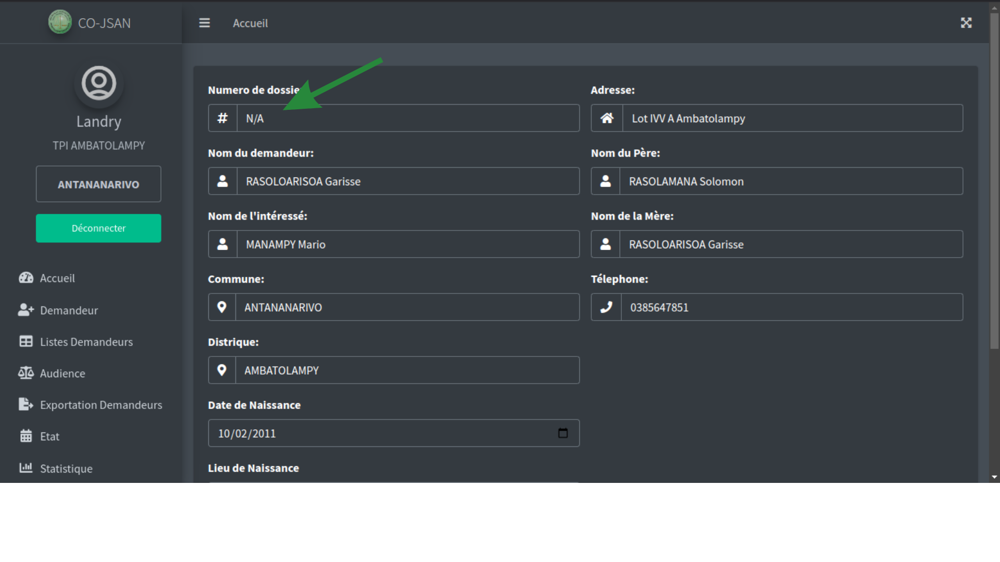 CO-JSAN
Accueil
Landry
TPI AMBATOLAMPY
ANTANANARIVO
Déconnecter
Accueil
Demandeur
Listes Demandeurs
Audience
Exportation Demandeurs
Etat
Statistique
Numero de dossie
N/A
Nom du demandeur:
RASOLOARISOA Garisse
Nom de l'intéressé:
MANAMPY Mario
Commune:
ANTANANARIVO
Distrique:
AMBATOLAMPY
Date de Naissance
10/02/2011
Lieu de Naissance
Adresse:
Lot IVV A Ambatolampy
Nom du Père:
RASOLAMANA Solomon
Nom de la Mère:
RASOLOARISOA Garisse
Télephone:
0385647851